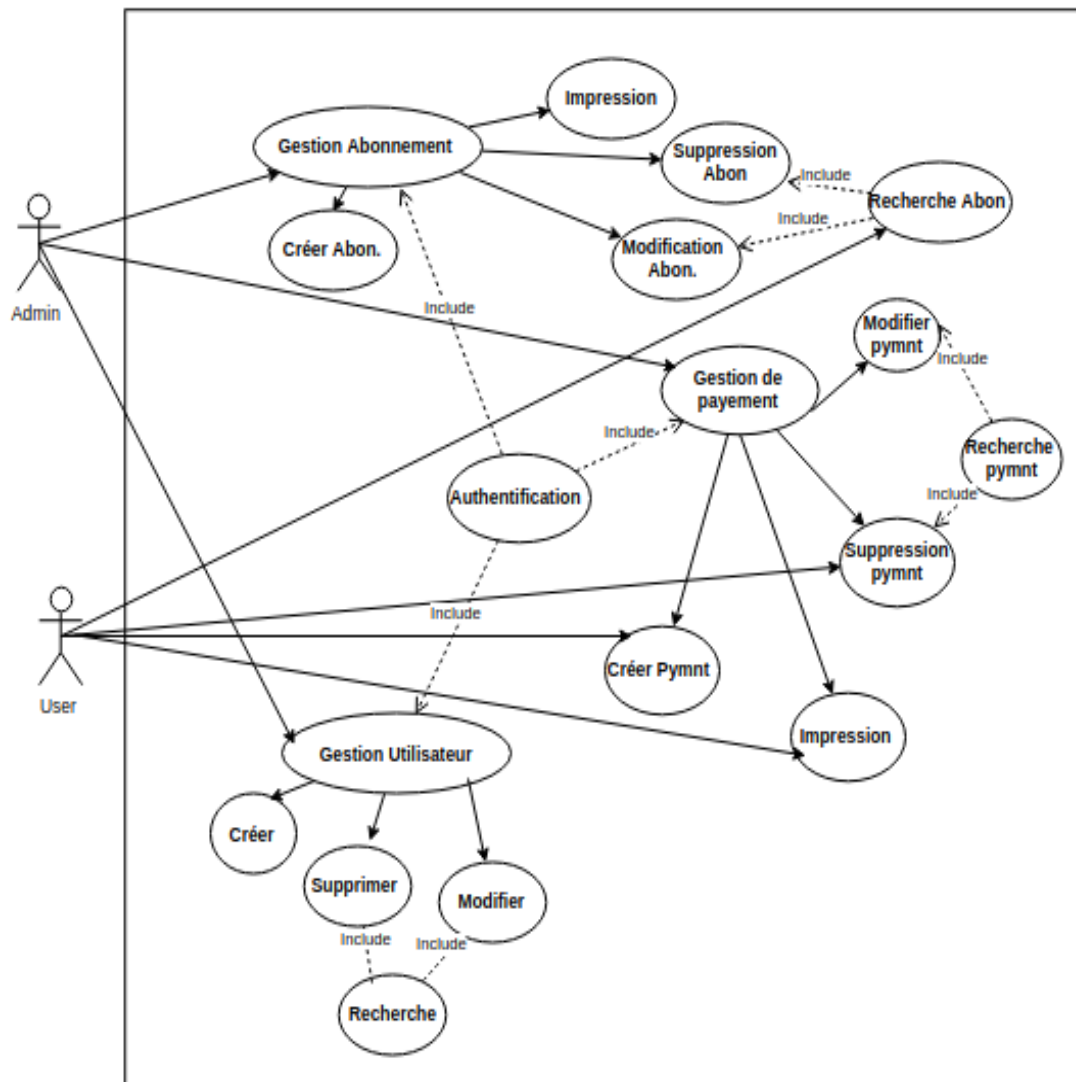 Impression
Gestion Abonnement
Suppression
Abon
Include
Recherche Abon
Include
Créer Abon.
Modification
Abon.
Admin
Include
Modifier
pymnt
Include
Gestion de
payement
Include
Recherche
pymnt
Authentification
Include
Suppression
pymnt
Include
Créer Pymnt
User
Impression
Gestion Utilisateur
Créer
Supprimer
Modifier
Include
Include
Recherche